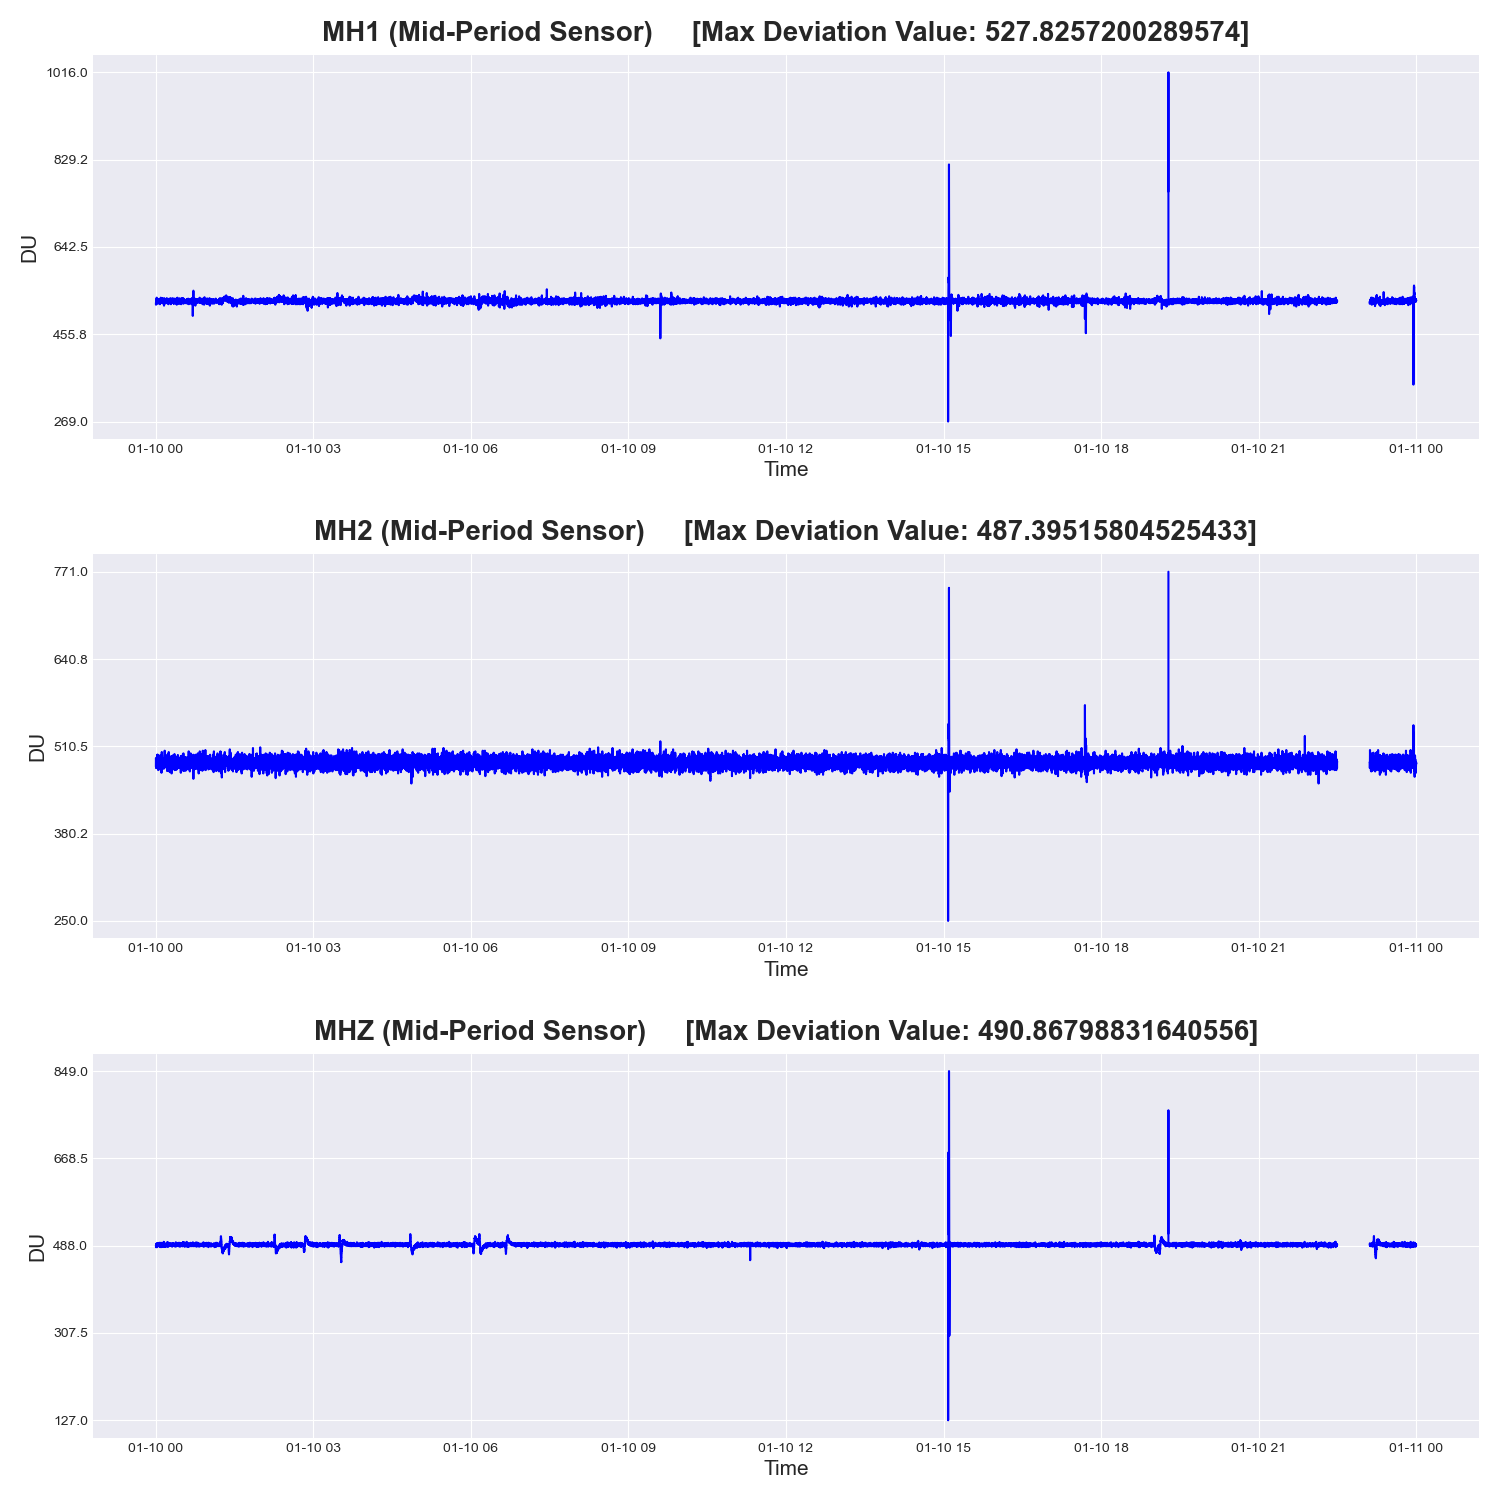 MH1 (Mid-Period Sensor) [Max Deviation Value: 527.8257200289574]
1016.0
829.2
642.5
455.8
269.0
DU
01-10 00 01-10 03 01-10 06 01-10 09 01-10 12 01-10 15 01-10 18 01-10 21 01-11 00
Time
MH2 (Mid-Period Sensor) [Max Deviation Value: 487.39515804525433]
771.0
640.8
510.5
380.2
250.0
DU
01-10 00 01-10 03 01-10 06 01-10 09 01-10 12 01-10 15 01-10 18 01-10 21 01-11 00
Time
MHZ (Mid-Period Sensor) [Max Deviation Value: 490.86798831640556]
849.0
668.5
488.0
307.5
127.0
DU
01-10 00 01-10 03 01-10 06 01-10 09 01-10 12 01-10 15 01-10 18 01-10 21 01-11 00
Time